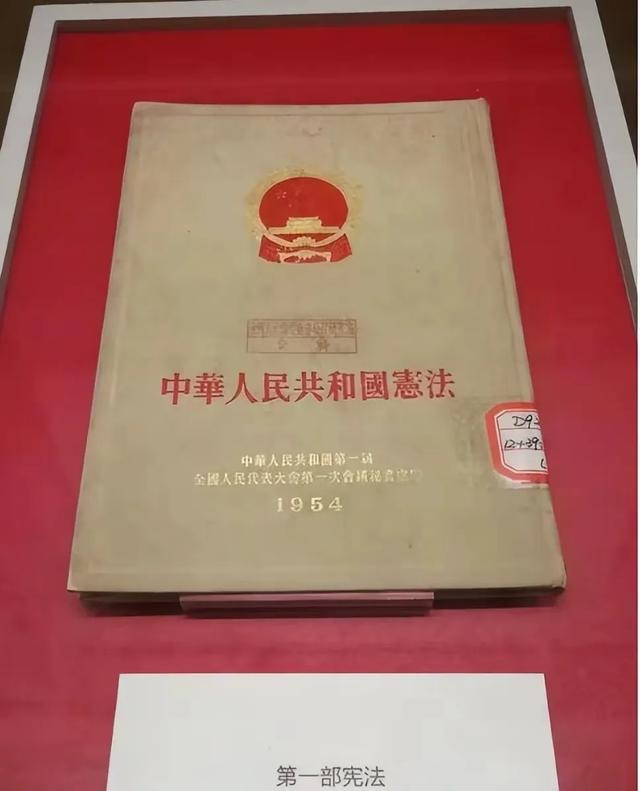 中華人民共和國憲法
中華人民共和國第一屆
全國人民代表大會第一次會議秘書處
1954
第一部宪法